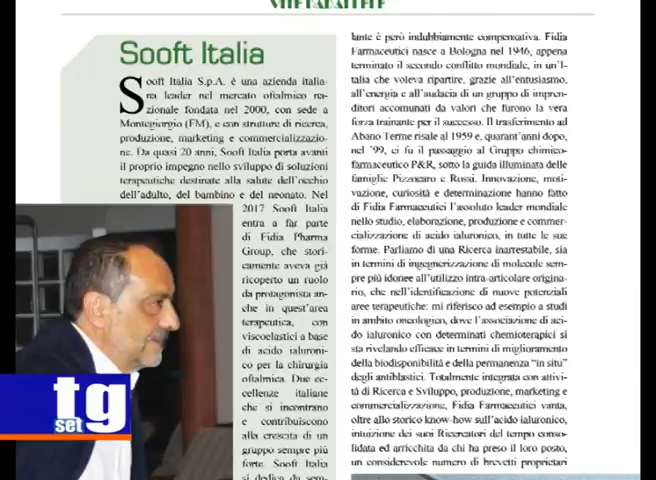 VITE PARALLELE
Sooft Italia
Sooft Italia S.p.A. è una azienda italia-
na leader nel mercato oftalmico na-
zionale fondata nel 2000, con sede a
Montegiorgio (FM), e con strutture di ricerca,
produzione, marketing e commercializzazio-
ne. Da quasi 20 anni, Sooft Italia porta avanti
il proprio impegno nello sviluppo di soluzioni
terapeutiche destinate alla salute dell'occhio
dell'adulto, del bambino e del neonato. Nel
2017 Sooft Italia
entra a far parte
di Fidia Pharma
Group, che stori-
camente aveva già
ricoperto un ruolo
da protagonista an-
che in quest'area
terapeutica, con
viscoelastici a base
di acido ialuroni-
co per la chirurgia
oftalmica. Due ec-
cellenze italiane
che si incontrano
e contribuiscono
alla crescita di un
gruppo sempre più
forte. Sooft Italia
si dedica da sem-
lante è però indubbiamente compensativa. Fidia
Farmaceutici nasce a Bologna nel 1946, appena
terminato il secondo conflitto mondiale, in un'I-
talia che voleva ripartire, grazie all'entusiasmo,
all'energia e all'audacia di un gruppo di impren-
ditori accomunati da valori che furono la vera
forza trainante per il successo. Il trasferimento ad
Abano Terme risale al 1959 e, quarant'anni dopo,
nel '99, ci fu il passaggio al Gruppo chimico-
farmaceutico P&R, sotto la guida illuminata delle
famiglie Pizzocaro e Rossi. Innovazione, moti-
vazione, curiosità e determinazione hanno fatto
di Fidia Farmaceutici l'assoluto leader mondiale
nello studio, elaborazione, produzione e commer-
cializzazione di acido ialuronico, in tutte le sue
forme. Parliamo di una Ricerca inarrestabile, sia
in termini di ingegnerizzazione di molecole sem-
pre più idonee all'utilizzo intra-articolare origina-
rio, che nell'identificazione di nuove potenziali
aree terapeutiche: mi riferisco ad esempio a studi
in ambito oncologico, dove l'associazione di aci-
do ialuronico con determinati chemioterapici si
sta rivelando efficace in termini di miglioramento
della biodisponibilità e della permanenza "in situ"
degli antiblastici. Totalmente integrata con attivi-
tà di Ricerca e Sviluppo, produzione, marketing e
commercializzazione, Fidia Farmaceutici vanta,
oltre allo storico know-how sull'acido ialuronico,
intuizione dei suoi Ricercatori del tempo conso-
lidata ed arricchita da chi ha preso il loro posto,
un considerevole numero di brevetti proprietari
tg
set